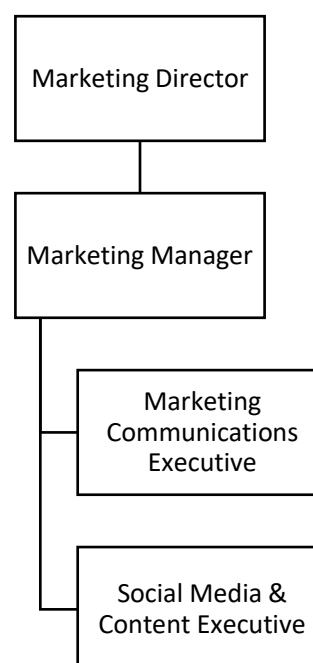 Marketing Director
Marketing Manager
Marketing
Communications
Executive
Social Media &
Content Executive